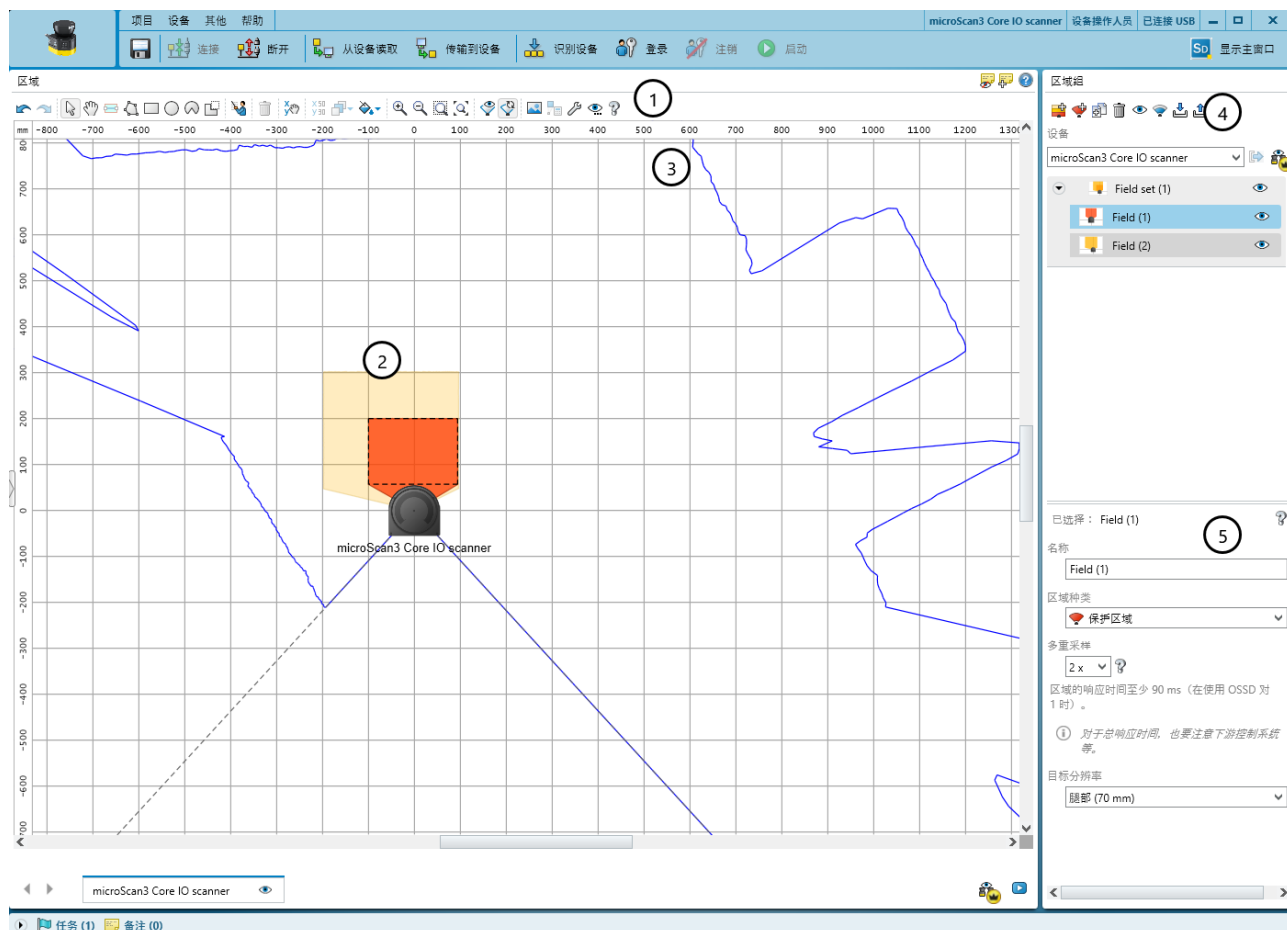 项目 设备 其他 帮助
microScan3 Core IO scanner 设备操作人员 已连接 USB
连接 断开 从设备读取 传输到设备 识别设备 登录 注销 启动 SD 显示主窗口
区域
区域组
1
4
设备
mm -800 -700 -600 -500 -400 -300 -200 -100 0 100 200 300 400 500 600 700 800 900 1000 1100 1200 1300
microScan3 Core IO scanner
3
Field set (1)
Field (1)
Field (2)
700
600
500
400
2
300
200
100
0
-100
-200
-300
-400
-500
-600
microScan3 Core IO scanner
已选择： Field (1)
5
名称
Field (1)
区域种类
保护区域
多重采样
2 x
区域的响应时间至少 90 ms（在使用 OSSD 对
1 时）。
对于总响应时间，也要注意下游控制系统
等。
目标分辨率
腿部 (70 mm)
microScan3 Core IO scanner
任务 (1) 备注 (0)